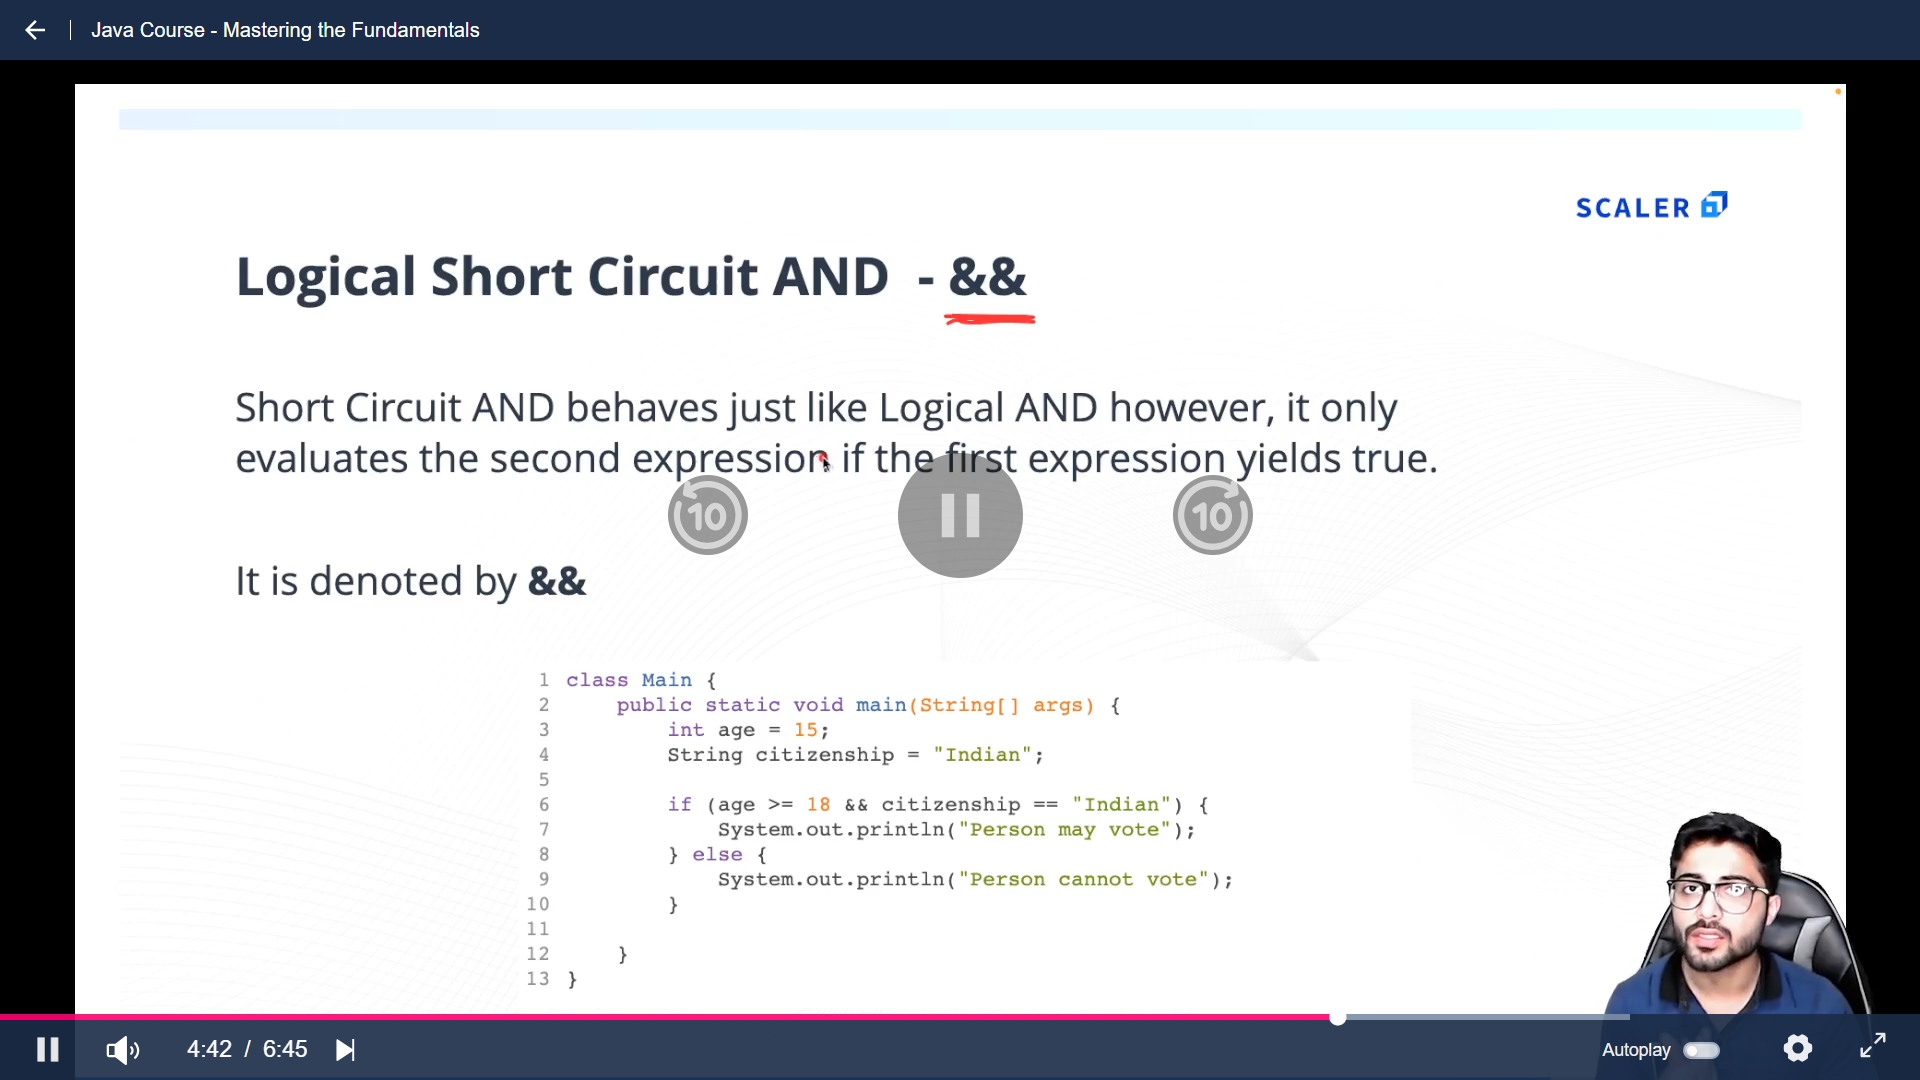 Java Course - Mastering the Fundamentals
SCALER
Logical Short Circuit AND - &&
Short Circuit AND behaves just like Logical AND however, it only
evaluates the second expression if the first expression yields true.
10
10
It is denoted by &&
1 class Main {
2     public static void main(String[] args) {
3         int age = 15;
4         String citizenship = "Indian";
5
6         if (age >= 18 && citizenship == "Indian") {
7             System.out.println("Person may vote");
8         } else {
9             System.out.println("Person cannot vote");
10         }
11
12     }
13 }
4:42 / 6:45
Autoplay